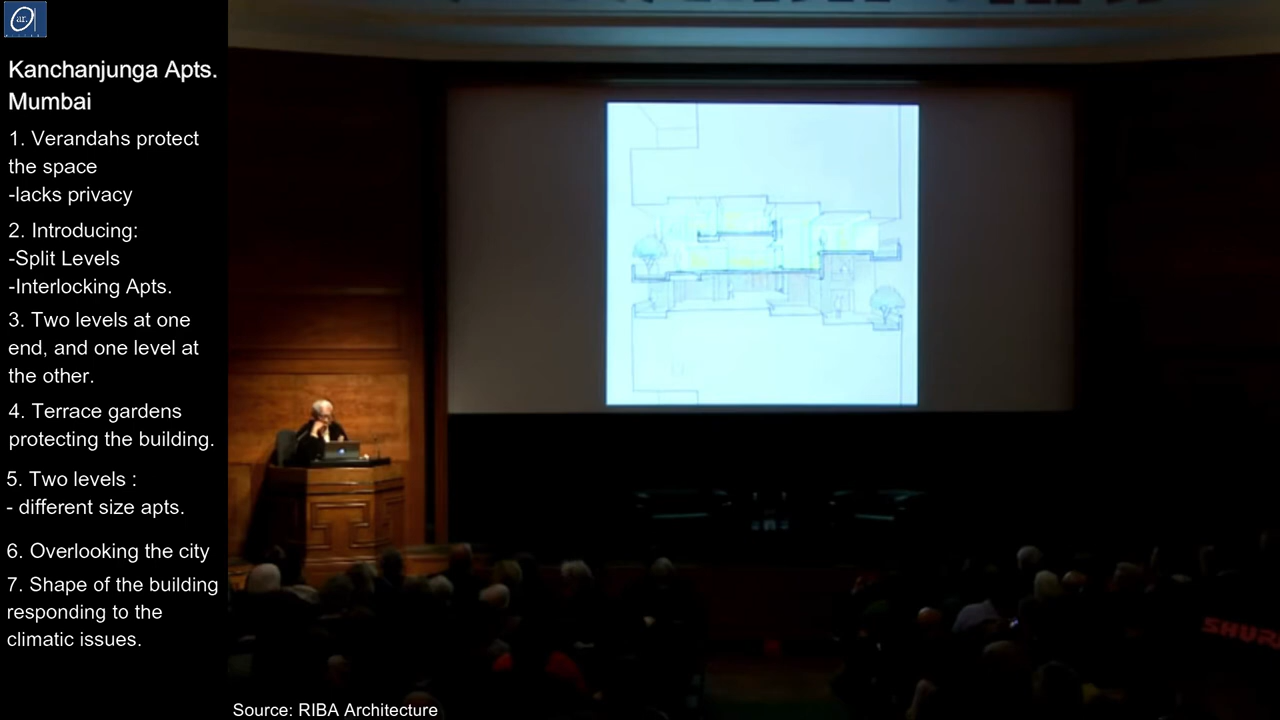 ar.
Kanchanjunga Apts.
Mumbai
1. Verandahs protect
the space
-lacks privacy
2. Introducing:
-Split Levels
-Interlocking Apts.
3. Two levels at one
end, and one level at
the other.
4. Terrace gardens
protecting the building.
5. Two levels :
- different size apts.
6. Overlooking the city
7. Shape of the building
responding to the
climatic issues.
SHUR
Source: RIBA Architecture